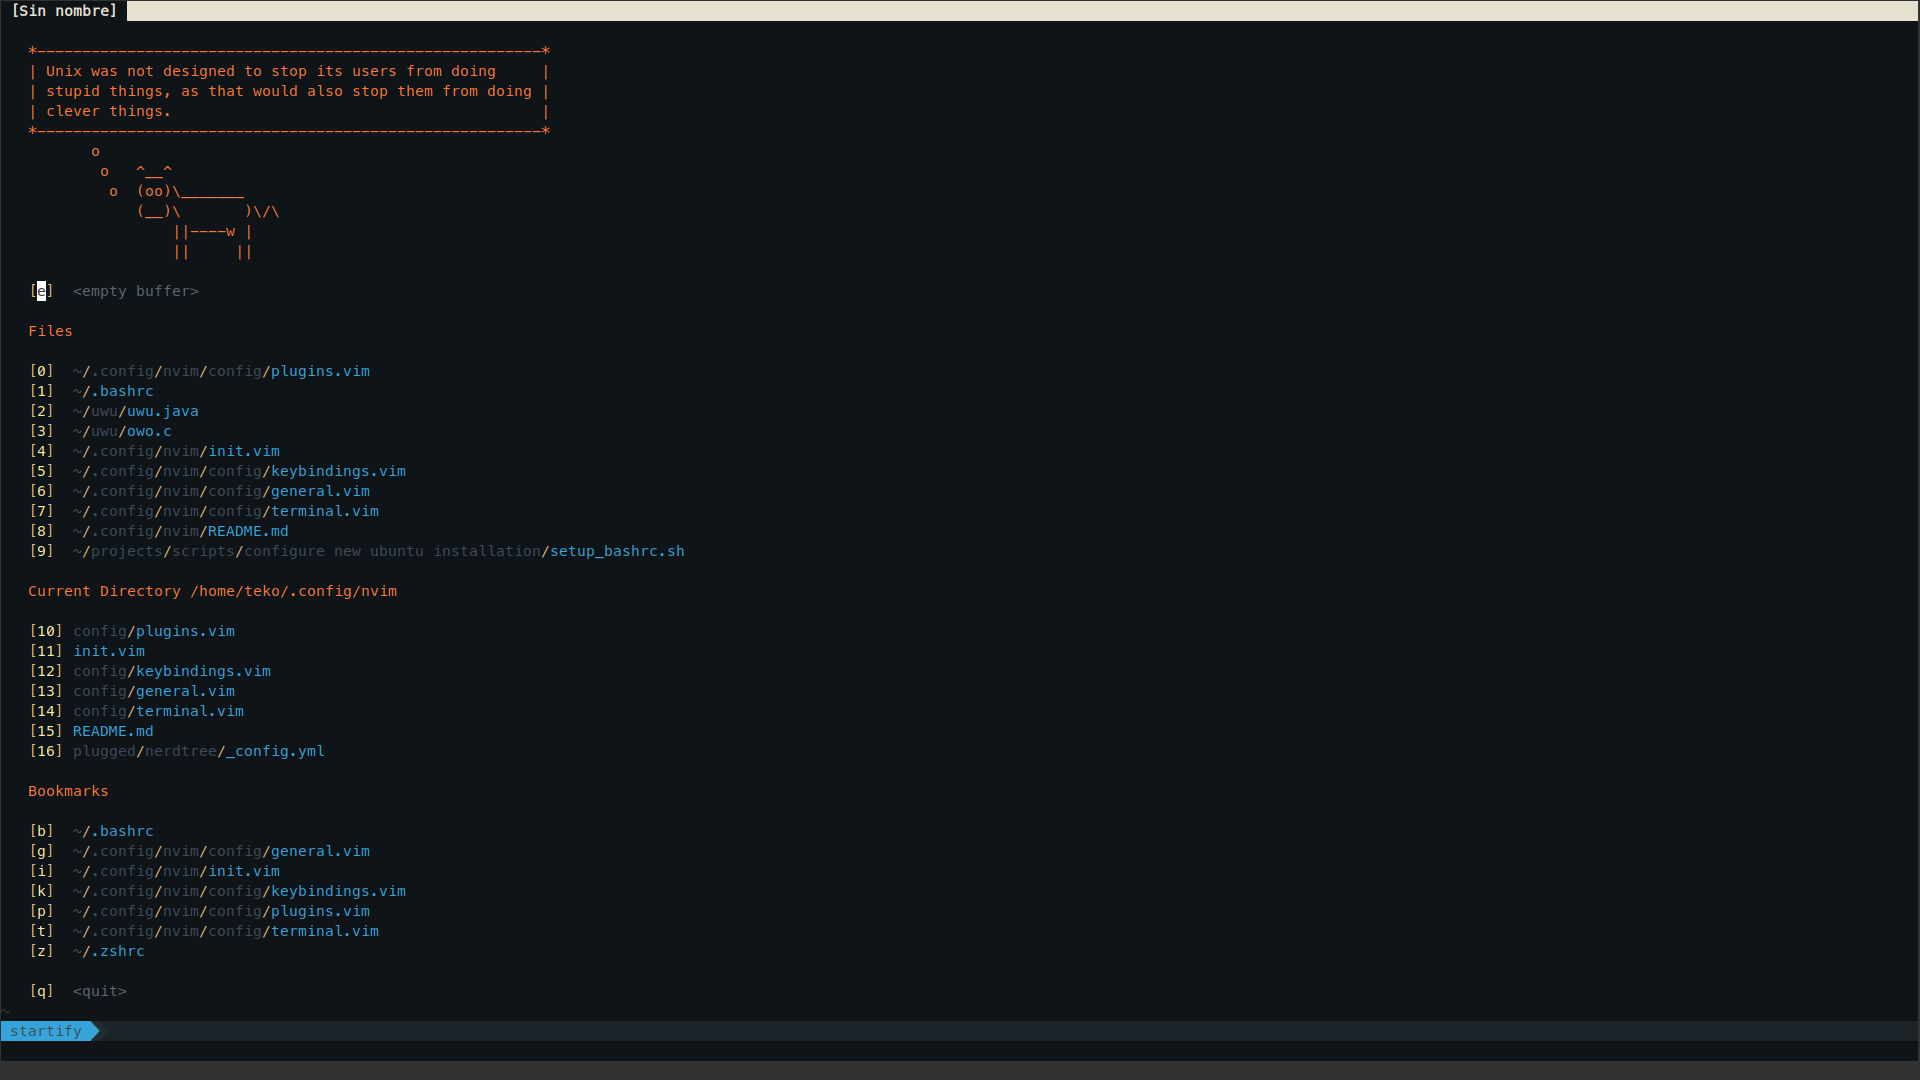 [Sin nombre]
*--------------------------------------------------------*
| Unix was not designed to stop its users from doing     |
| stupid things, as that would also stop them from doing |
| clever things.                                         |
*--------------------------------------------------------*
       o
        o   ^__^
         o  (oo)\_______
            (__)\       )\/\
                ||----w |
                ||     ||
[e]  <empty buffer>
Files
[0]  ~/.config/nvim/config/plugins.vim
[1]  ~/.bashrc
[2]  ~/uwu/uwu.java
[3]  ~/uwu/owo.c
[4]  ~/.config/nvim/init.vim
[5]  ~/.config/nvim/config/keybindings.vim
[6]  ~/.config/nvim/config/general.vim
[7]  ~/.config/nvim/config/terminal.vim
[8]  ~/.config/nvim/README.md
[9]  ~/projects/scripts/configure new ubuntu installation/setup_bashrc.sh
Current Directory /home/teko/.config/nvim
[10] config/plugins.vim
[11] init.vim
[12] config/keybindings.vim
[13] config/general.vim
[14] config/terminal.vim
[15] README.md
[16] plugged/nerdtree/_config.yml
Bookmarks
[b]  ~/.bashrc
[g]  ~/.config/nvim/config/general.vim
[i]  ~/.config/nvim/init.vim
[k]  ~/.config/nvim/config/keybindings.vim
[p]  ~/.config/nvim/config/plugins.vim
[t]  ~/.config/nvim/config/terminal.vim
[z]  ~/.zshrc
[q]  <quit>
~
startify